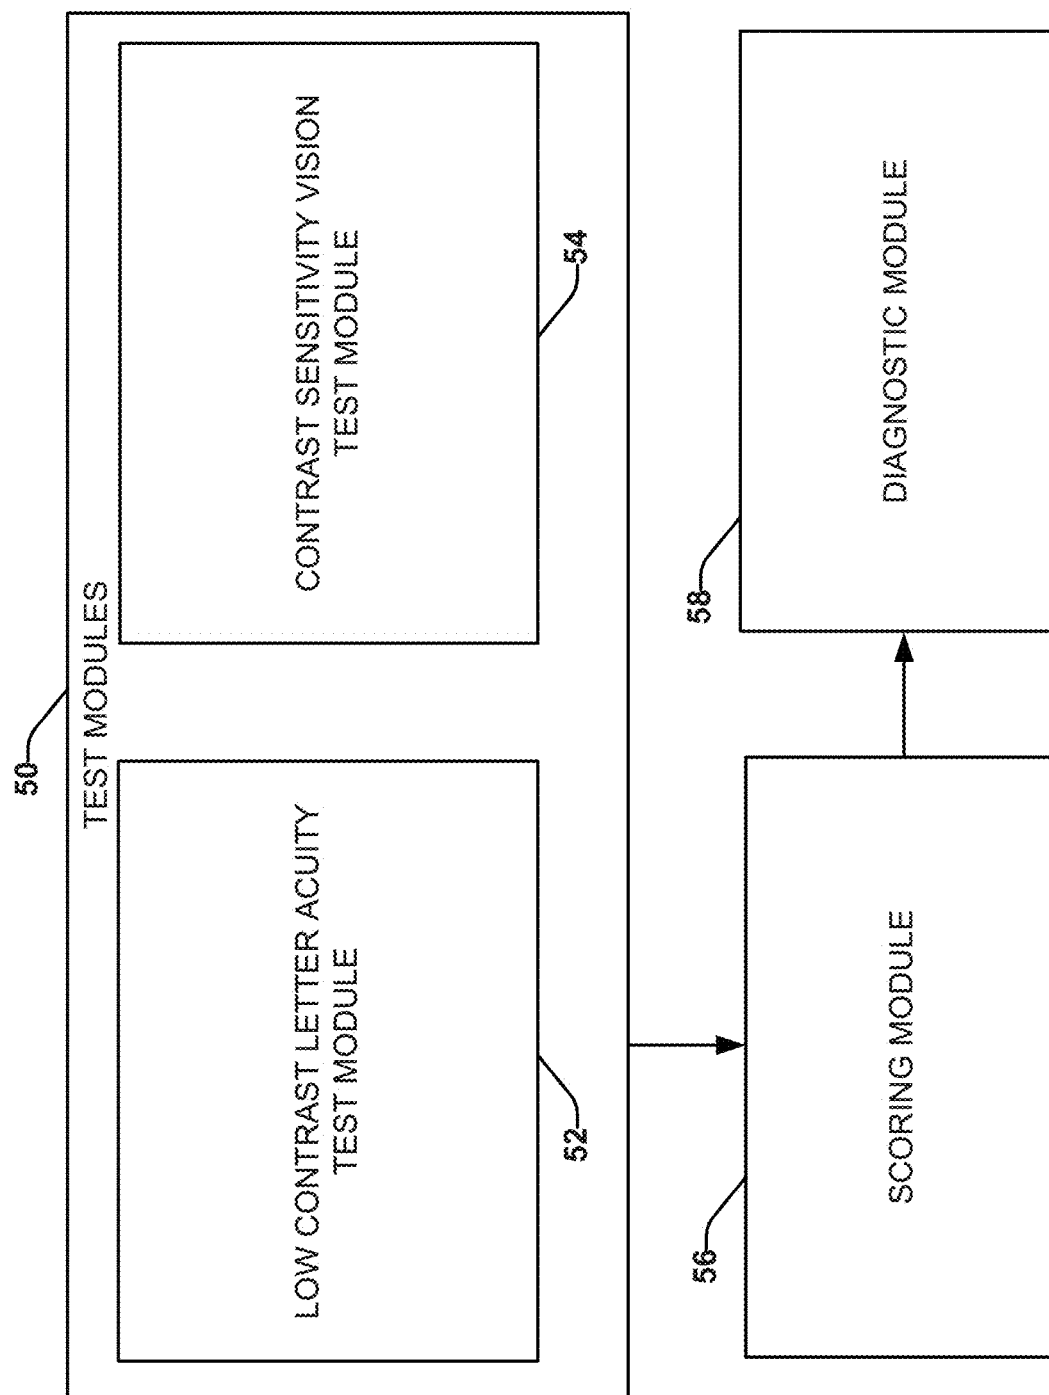 50
TEST MODULES
LOW CONTRAST LETTER ACUITY
TEST MODULE
52
CONTRAST SENSITIVITY VISION
TEST MODULE
54
56
SCORING MODULE
58
DIAGNOSTIC MODULE